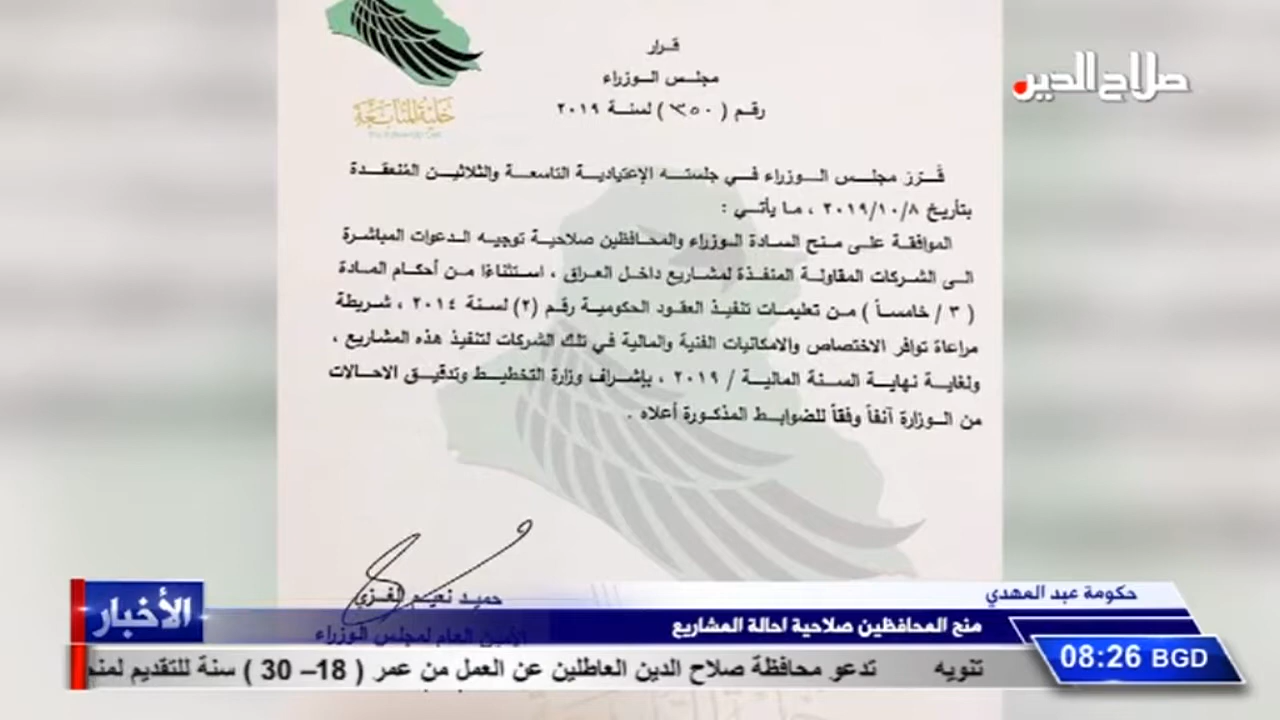 صلاح الدين
خلية المتابعة
قرار
مجلس الوزراء
رقم ( ٣٥٠ ) لسنة ٢٠١٩
قرر مجلس الوزراء في جلسته الإعتيادية التاسعة والثلاثين المنعقدة
بتأريخ ٢٠١٩/١٠/٨ ، ما يأتي :
الموافقة على منح السادة الوزراء والمحافظين صلاحية توجيه الدعوات المباشرة
الى الشركات المقاولة المنفذة لمشاريع داخل العراق ، استثناءًا من أحكام المادة
( ٣ / خامساً ) من تعليمات تنفيذ العقود الحكومية رقم (٢) لسنة ٢٠١٤ ، شريطة
مراعاة توافر الاختصاص والامكانيات الفنية والمالية في تلك الشركات لتنفيذ هذه المشاريع ،
ولغاية نهاية السنة المالية / ٢٠١٩ ، بإشراف وزارة التخطيط وتدقيق الاحالات
من الوزارة آنفاً وفقاً للضوابط المذكورة أعلاه .
حميد نعيم الغزي
الأمين العام لمجلس الوزراء
حكومة عبد المهدي
الأخبار
منح المحافظين صلاحية احالة المشاريع
08:26 BGD
تنويه تدعو محافظة صلاح الدين العاطلين عن العمل من عمر ( 18– 30 ) سنة للتقديم لمنح